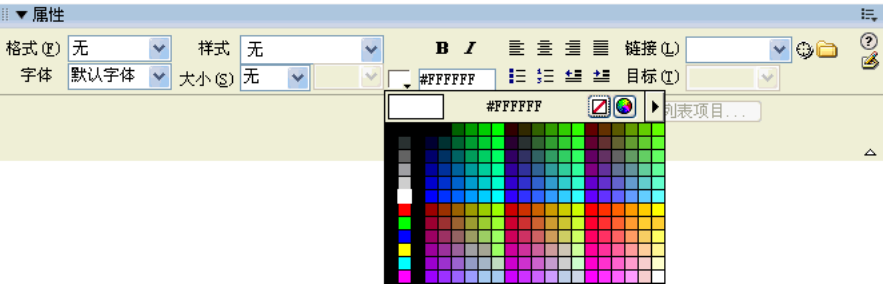 ▼ 属性
格式(F) 无 样式 无 B I 链接(L)
字体 默认字体 大小(S) 无 #FFFFFF 目标(T)
#FFFFFF
列表项目...